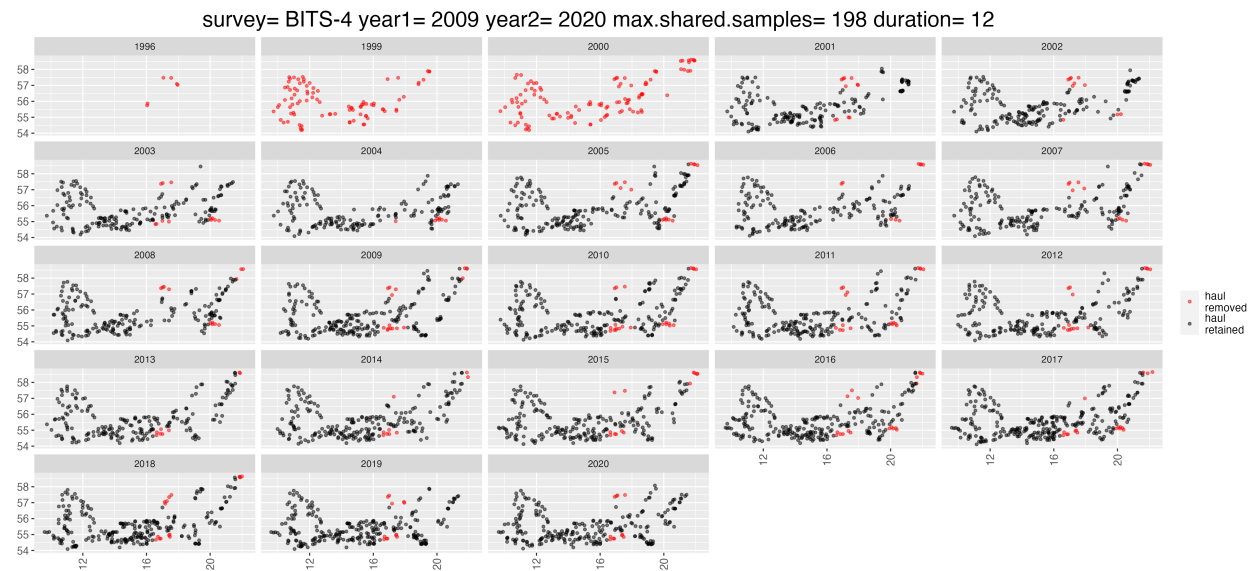 survey= BITS-4 year1= 2009 year2= 2020 max.shared.samples= 198 duration= 12
1996 1999 2000 2001 2002
58
57
56
55
54
2003 2004 2005 2006 2007
58
57
56
55
54
2008 2009 2010 2011 2012
58
57
56
55
54
haul
removed
haul
retained
2013 2014 2015 2016 2017
58
57
56
55
54
12 16 20 12 16 20
2018 2019 2020
58
57
56
55
54
12 16 20 12 16 20 12 16 20